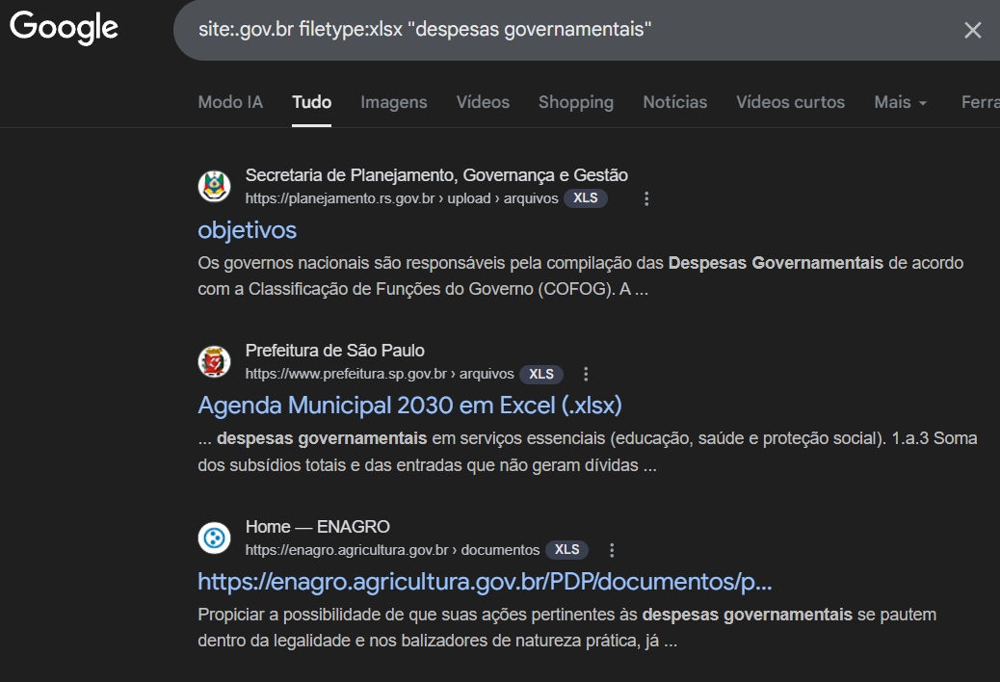 Google
site:.gov.br filetype:xlsx "despesas governamentais"
Modo IA Tudo Imagens Vídeos Shopping Notícias Vídeos curtos Mais Ferra
Secretaria de Planejamento, Governança e Gestão
https://planejamento.rs.gov.br › upload › arquivos XLS
objetivos
Os governos nacionais são responsáveis pela compilação das Despesas Governamentais de acordo
com a Classificação de Funções do Governo (COFOG). A ...
Prefeitura de São Paulo
https://www.prefeitura.sp.gov.br › arquivos XLS
Agenda Municipal 2030 em Excel (.xlsx)
... despesas governamentais em serviços essenciais (educação, saúde e proteção social). 1.a.3 Soma
dos subsídios totais e das entradas que não geram dívidas ...
Home — ENAGRO
https://enagro.agricultura.gov.br › documentos XLS
https://enagro.agricultura.gov.br/PDP/documentos/p...
Propiciar a possibilidade de que suas ações pertinentes às despesas governamentais se pautem
dentro da legalidade e nos balizadores de natureza prática, já ...